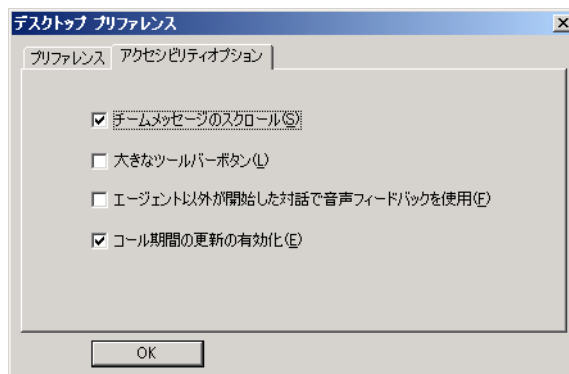 デスクトップ プリファレンス
プリファレンス
アクセシビリティオプション
チームメッセージのスクロール(S)
大きなツールバーボタン(L)
エージェント以外が開始した対話で音声フィードバックを使用(F)
コール期間の更新の有効化(E)
OK